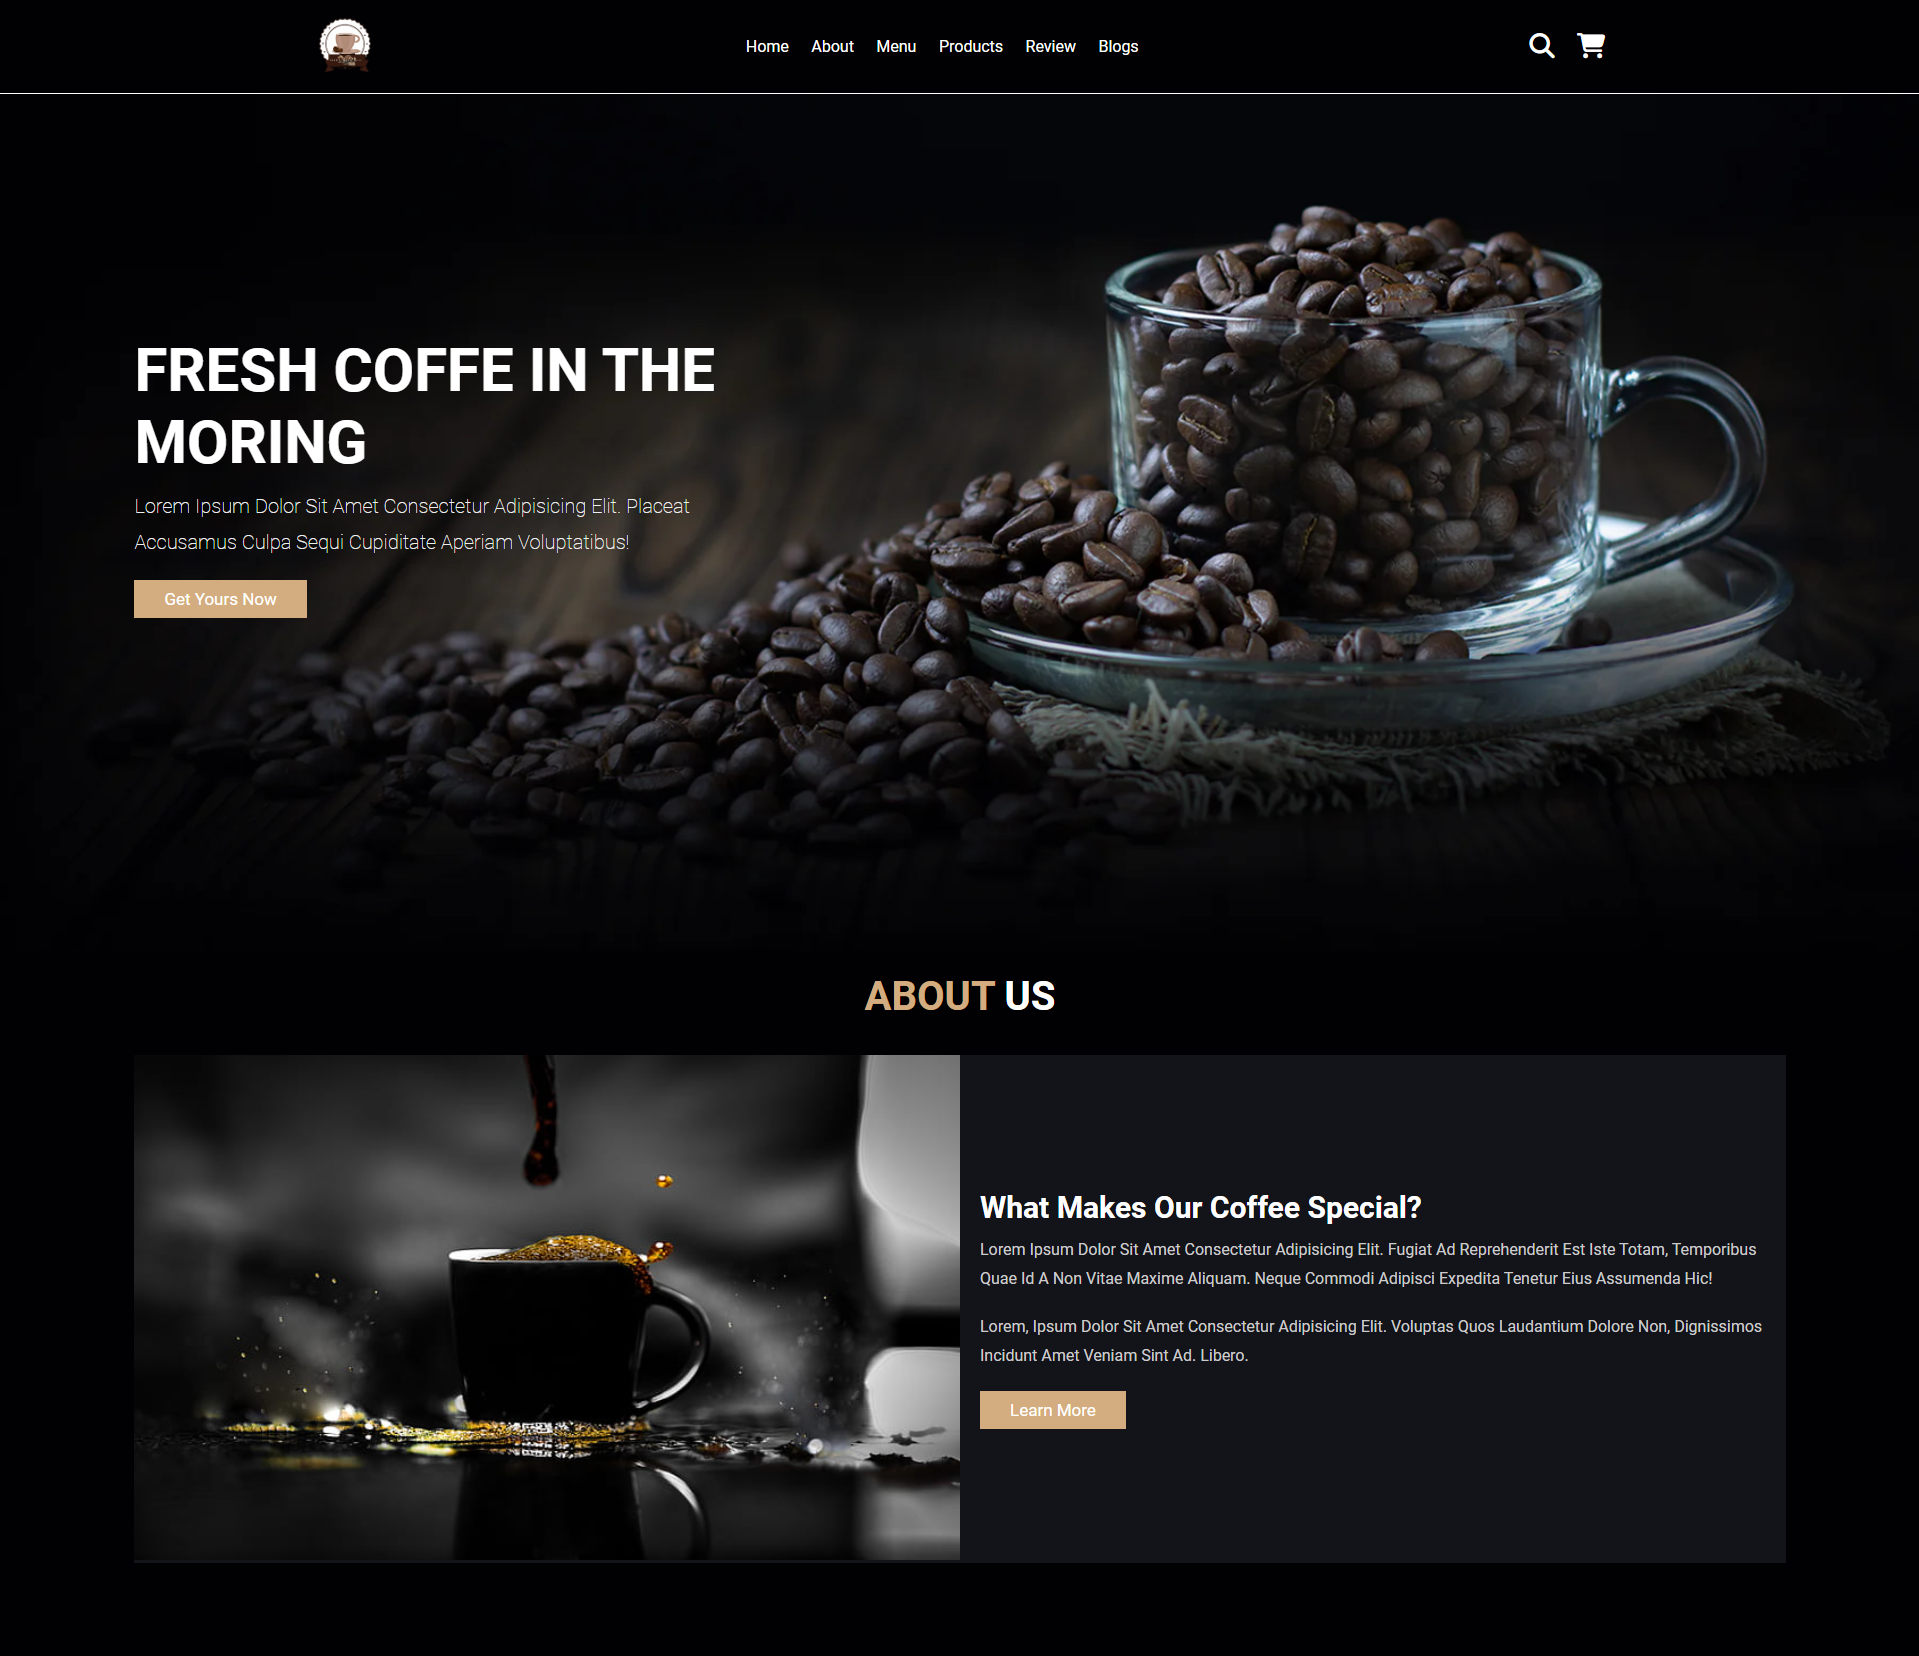 Home About Menu Products Review Blogs
FRESH COFFE IN THE
MORING
Lorem Ipsum Dolor Sit Amet Consectetur Adipisicing Elit. Placeat
Accusamus Culpa Sequi Cupiditate Aperiam Voluptatibus!
Get Yours Now
ABOUT US
What Makes Our Coffee Special?
Lorem Ipsum Dolor Sit Amet Consectetur Adipisicing Elit. Fugiat Ad Reprehenderit Est Iste Totam, Temporibus
Quae Id A Non Vitae Maxime Aliquam. Neque Commodi Adipisci Expedita Tenetur Eius Assumenda Hic!
Lorem, Ipsum Dolor Sit Amet Consectetur Adipisicing Elit. Voluptas Quos Laudantium Dolore Non, Dignissimos
Incidunt Amet Veniam Sint Ad. Libero.
Learn More